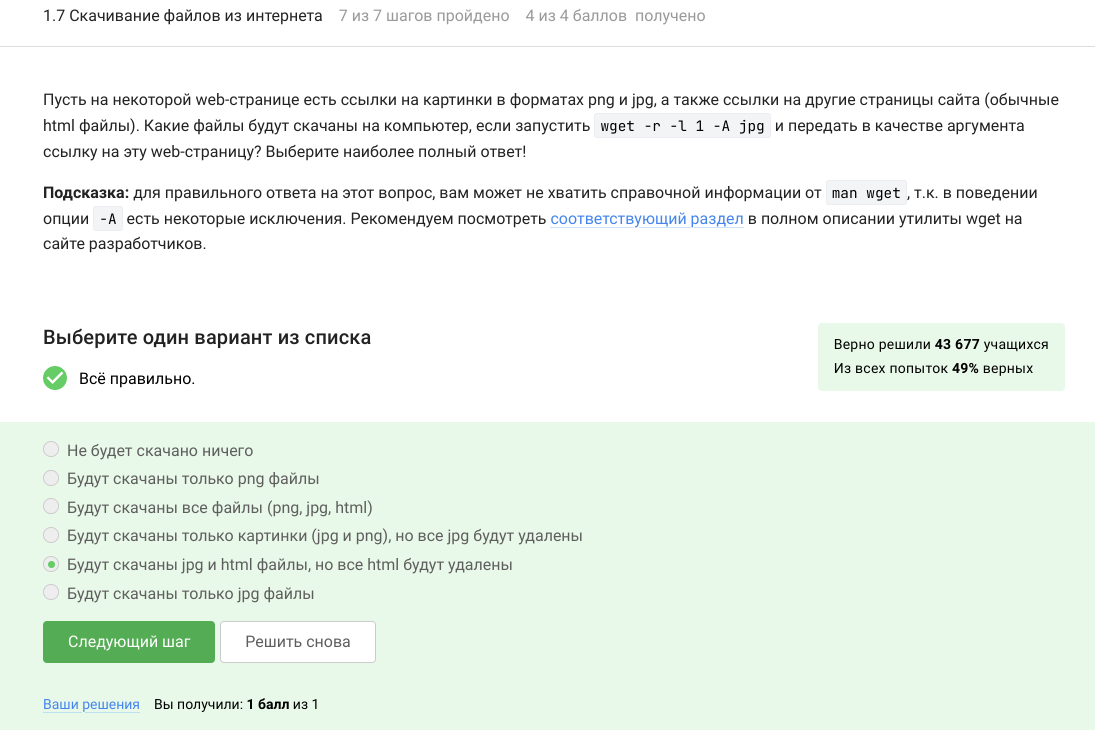 1.7 Скачивание файлов из интернета 7 из 7 шагов пройдено 4 из 4 баллов получено
Пусть на некоторой web-странице есть ссылки на картинки в форматах png и jpg, а также ссылки на другие страницы сайта (обычные
html файлы). Какие файлы будут скачаны на компьютер, если запустить wget -r -l 1 -A jpg и передать в качестве аргумента
ссылку на эту web-страницу? Выберите наиболее полный ответ!
Подсказка: для правильного ответа на этот вопрос, вам может не хватить справочной информации от man wget, т.к. в поведении
опции -A есть некоторые исключения. Рекомендуем посмотреть соответствующий раздел в полном описании утилиты wget на
сайте разработчиков.
Выберите один вариант из списка
Верно решили 43 677 учащихся
Из всех попыток 49% верных
Всё правильно.
Не будет скачано ничего
Будут скачаны только png файлы
Будут скачаны все файлы (png, jpg, html)
Будут скачаны только картинки (jpg и png), но все jpg будут удалены
Будут скачаны jpg и html файлы, но все html будут удалены
Будут скачаны только jpg файлы
Следующий шаг Решить снова
Ваши решения Вы получили: 1 балл из 1